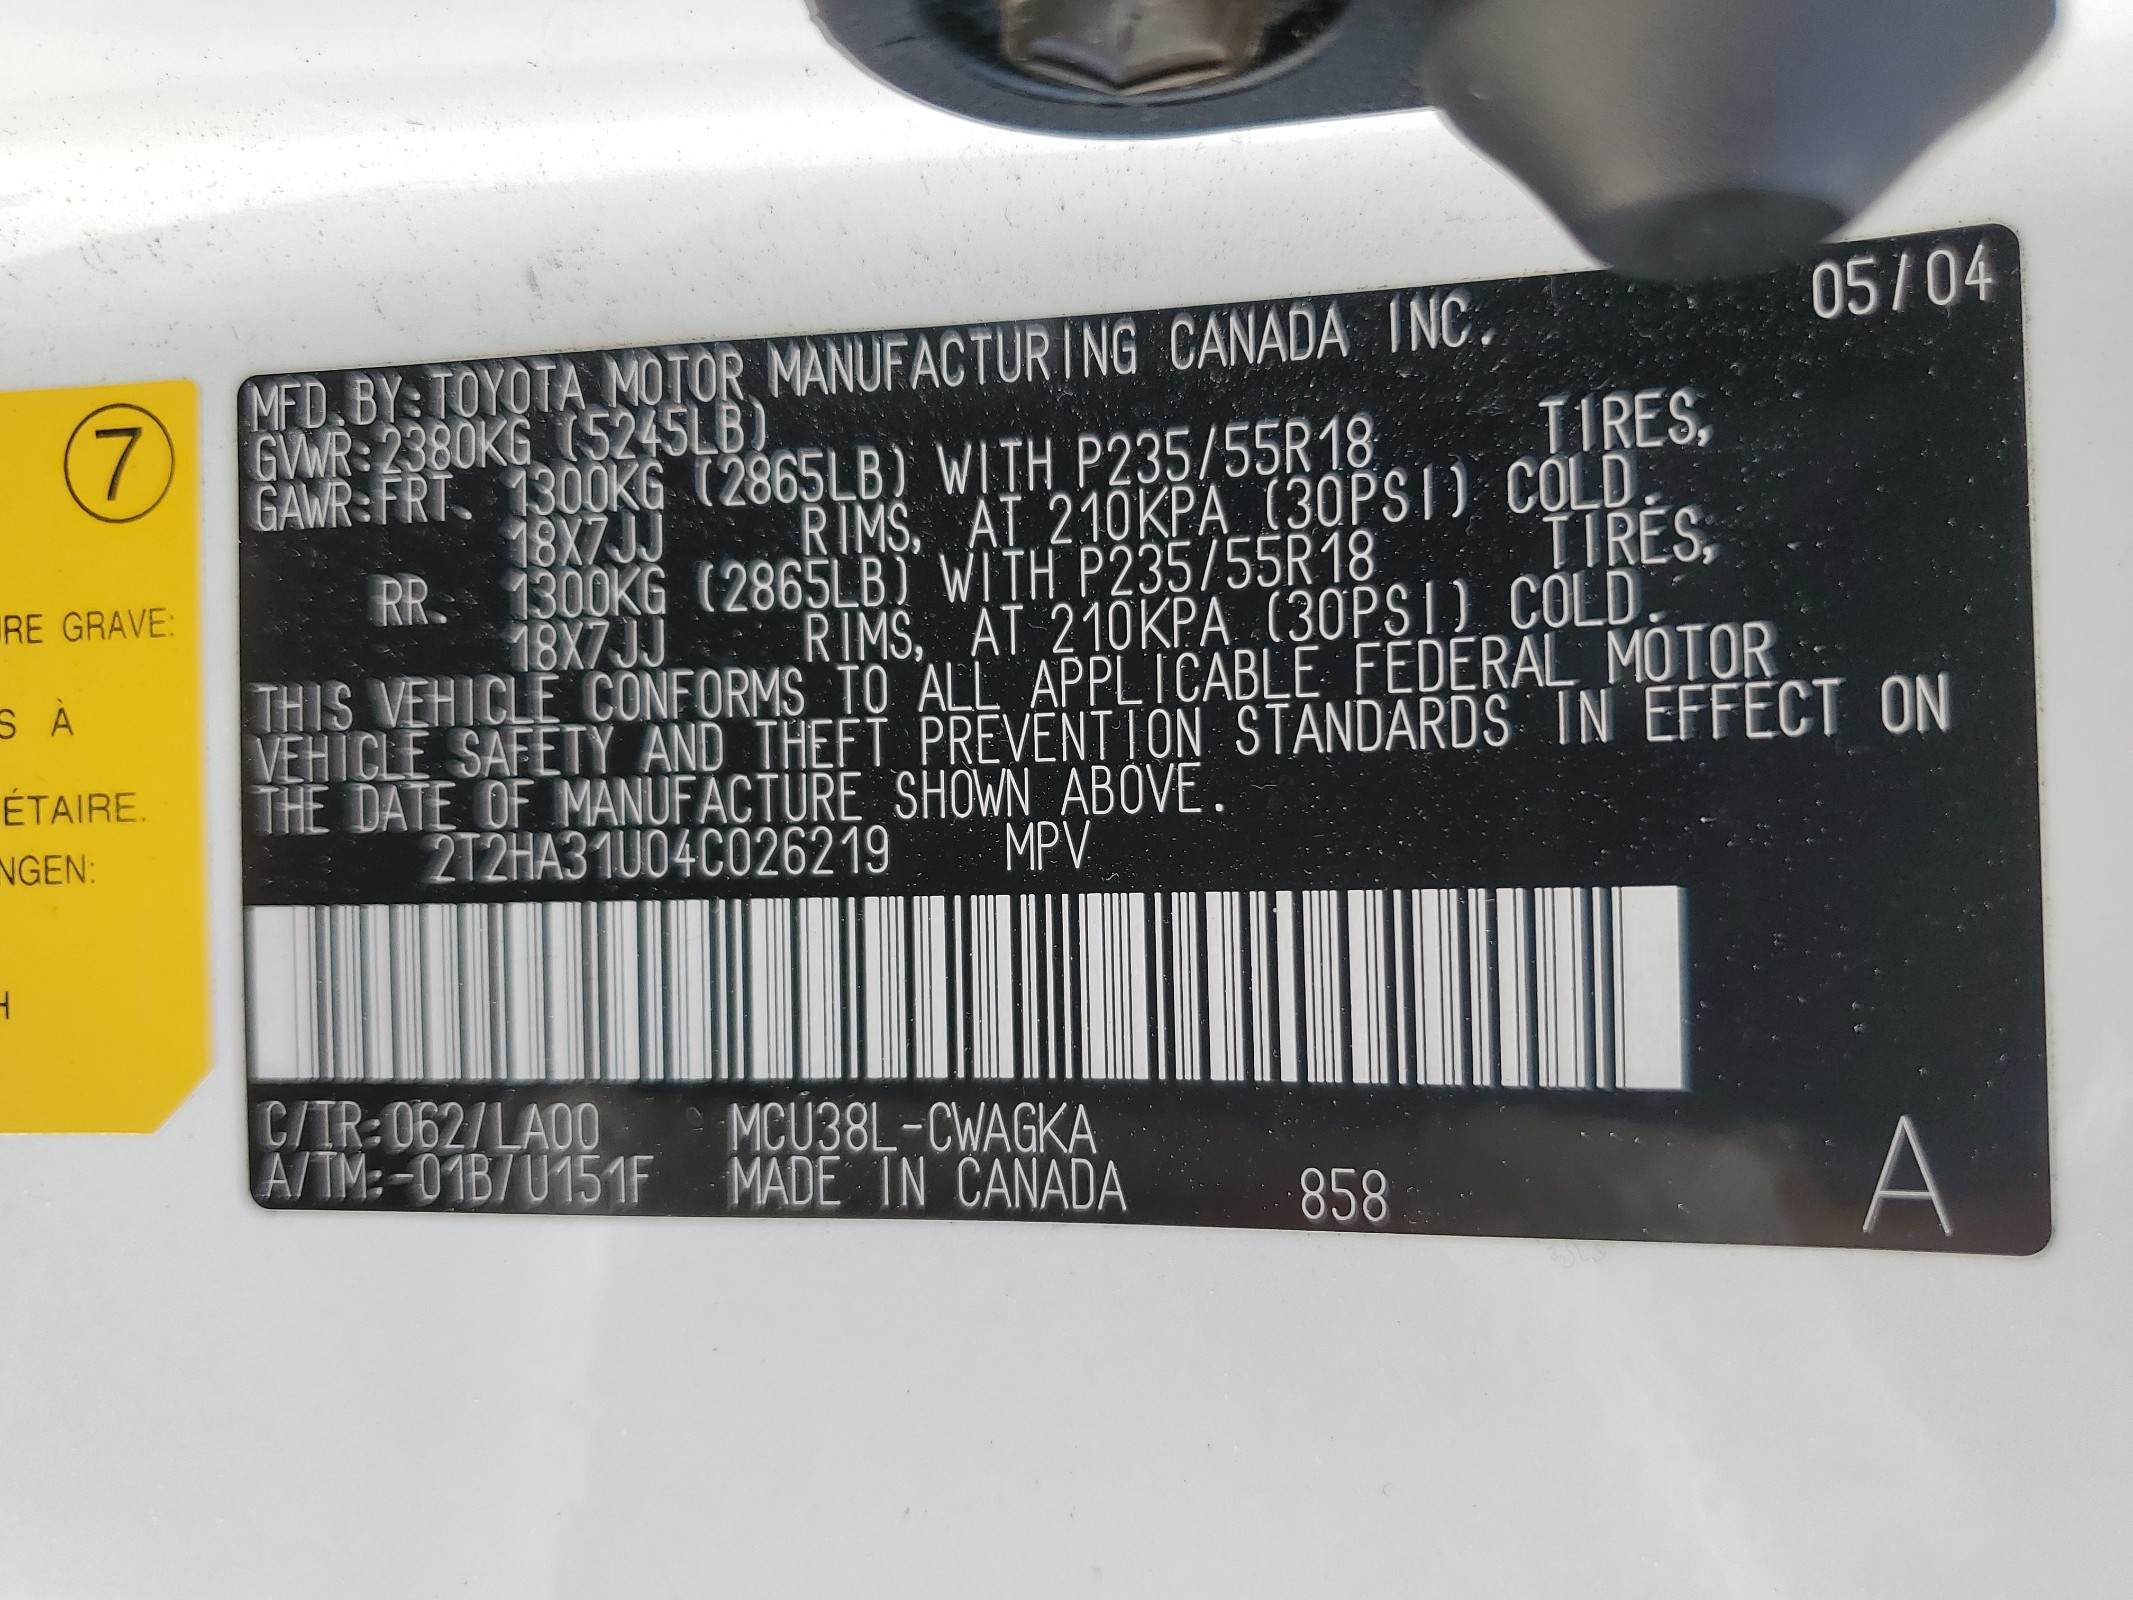 MFD.BY:TOYOTA MOTOR MANUFACTURING CANADA INC. 05/04
GVWR:2380KG (5245LB)
GAWR:FRT. 1300KG (2865LB) WITH P235/55R18 TIRES,
18X7JJ RIMS, AT 210KPA (30PSI) COLD.
RR. 1300KG (2865LB) WITH P235/55R18 TIRES,
18X7JJ RIMS, AT 210KPA (30PSI) COLD.
THIS VEHICLE CONFORMS TO ALL APPLICABLE FEDERAL MOTOR
VEHICLE SAFETY AND THEFT PREVENTION STANDARDS IN EFFECT ON
THE DATE OF MANUFACTURE SHOWN ABOVE.
2T2HA31U04C026219 MPV
C/TR:062/LA00 MCU38L-CWAGKA
A/TM:-01B/U151F MADE IN CANADA 858 A
7
URE GRAVE:
S À
ÉTAIRE.
NGEN:
H